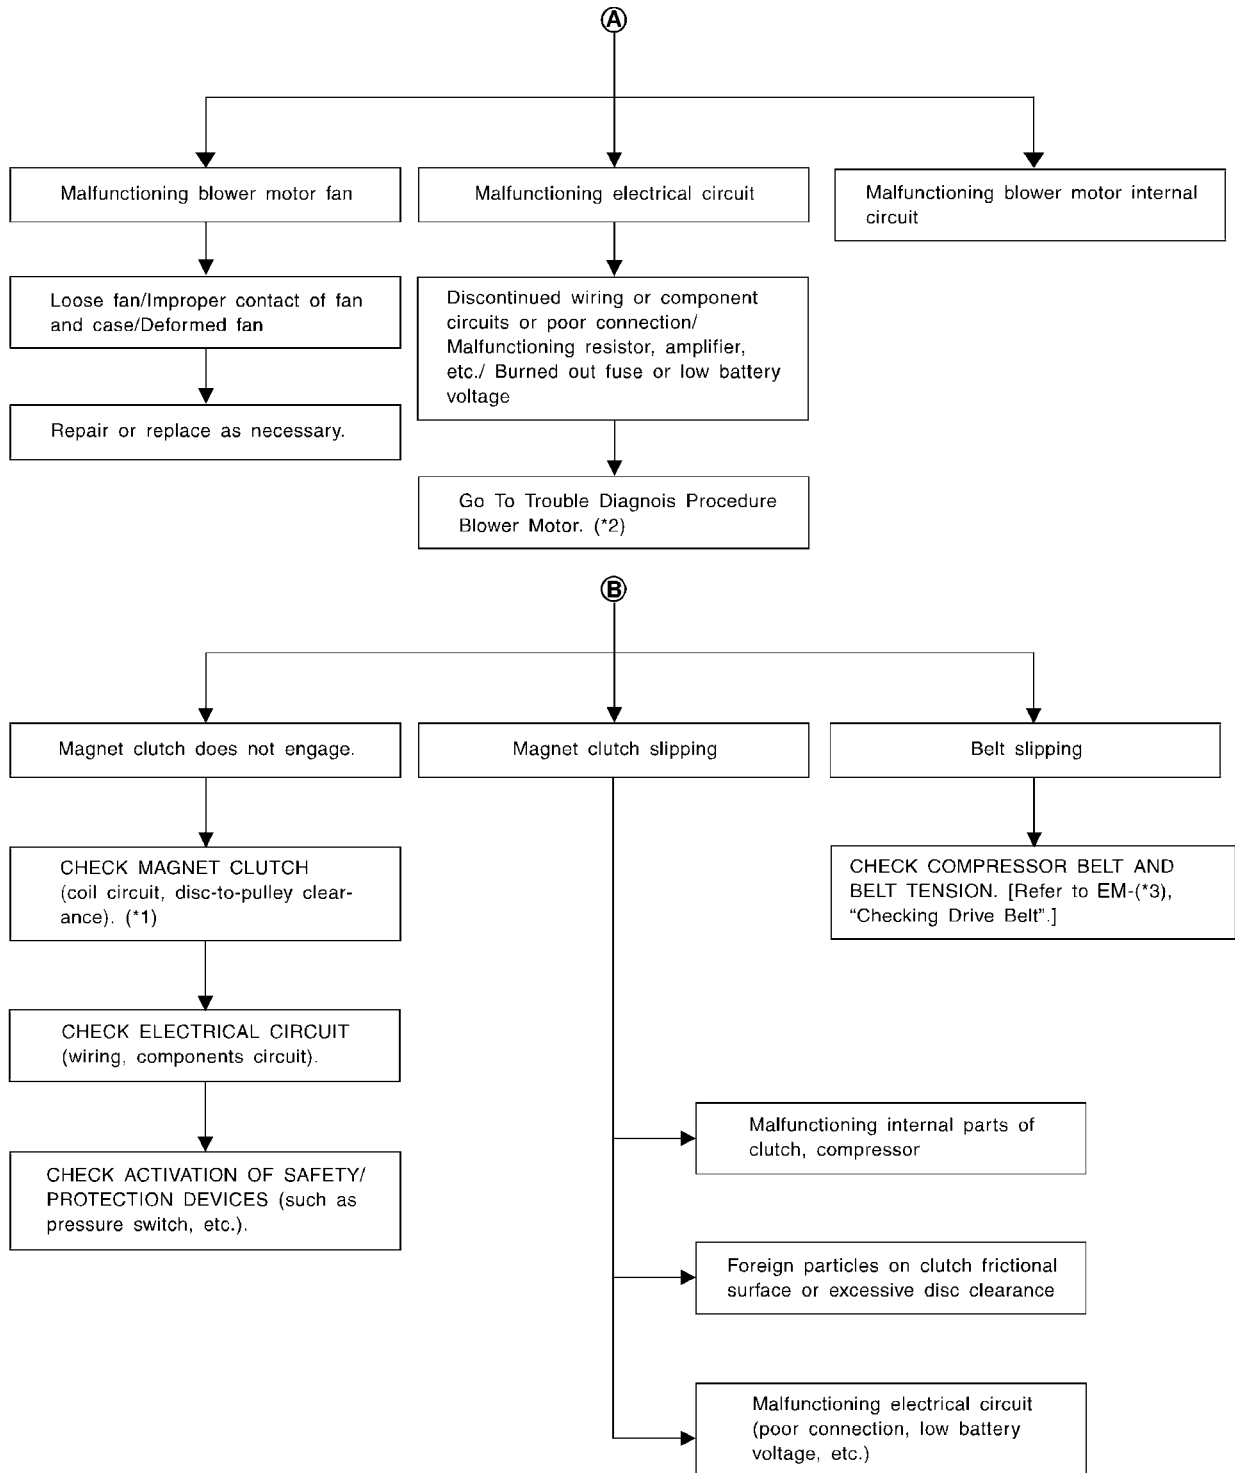 A
Malfunctioning blower motor fan
Malfunctioning electrical circuit
Malfunctioning blower motor internal
circuit
Loose fan/Improper contact of fan
and case/Deformed fan
Discontinued wiring or component
circuits or poor connection/
Malfunctioning resistor, amplifier,
etc./ Burned out fuse or low battery
voltage
Repair or replace as necessary.
Go To Trouble Diagnois Procedure
Blower Motor. (*2)
B
Magnet clutch does not engage.
Magnet clutch slipping
Belt slipping
CHECK MAGNET CLUTCH
(coil circuit, disc-to-pulley clear-
ance). (*1)
CHECK COMPRESSOR BELT AND
BELT TENSION. [Refer to EM-(*3),
“Checking Drive Belt”.]
CHECK ELECTRICAL CIRCUIT
(wiring, components circuit).
CHECK ACTIVATION OF SAFETY/
PROTECTION DEVICES (such as
pressure switch, etc.).
Malfunctioning internal parts of
clutch, compressor
Foreign particles on clutch frictional
surface or excessive disc clearance
Malfunctioning electrical circuit
(poor connection, low battery
voltage, etc.)